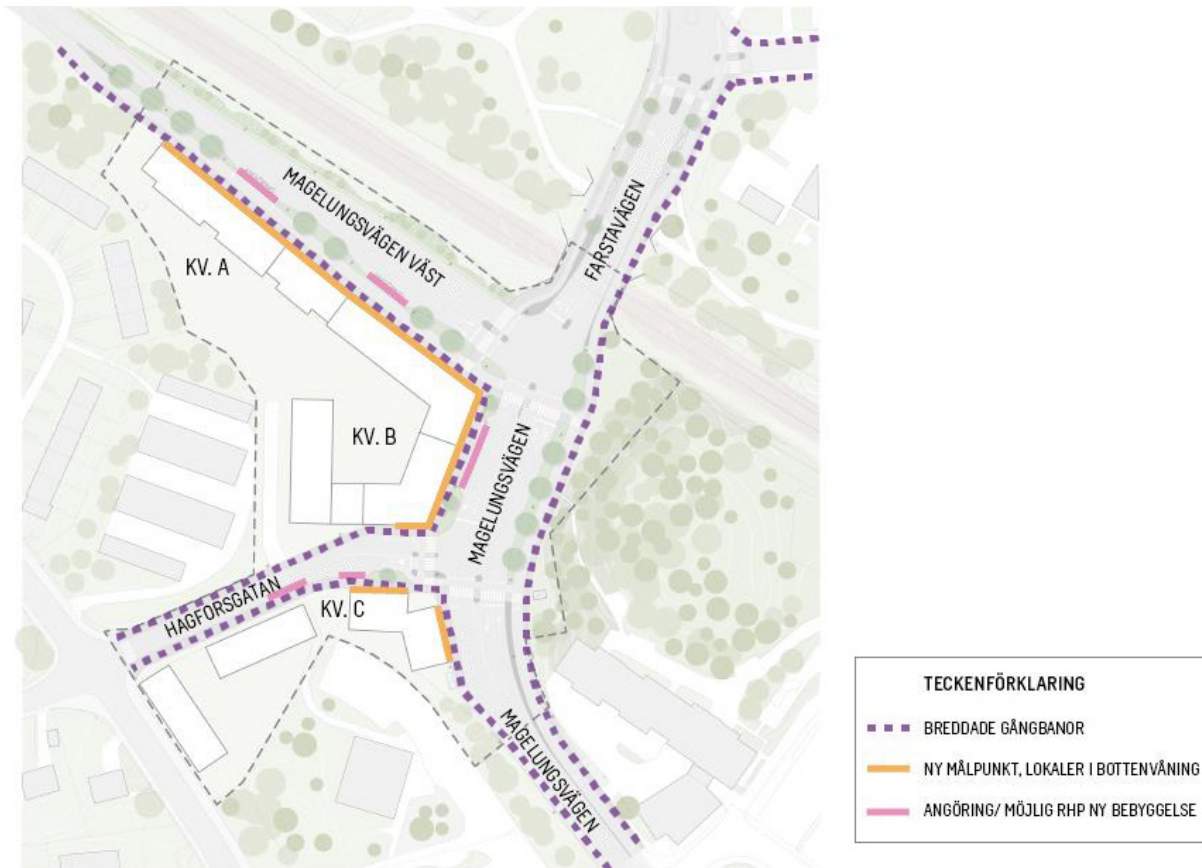 MAGELUNGSVÄGEN VÄST
FARSTAVÄGEN
KV. A
KV. B
MAGELUNGSVÄGEN
HAGFORSGATAN
KV. C
MAGELUNGSVÄGEN
TECKENFÖRKLARING
BREDDADE GÅNGBANOR
NY MÅLPUNKT, LOKALER I BOTTENVÅNING
ANGÖRING/ MÖJLIG RHP NY BEBYGGELSE